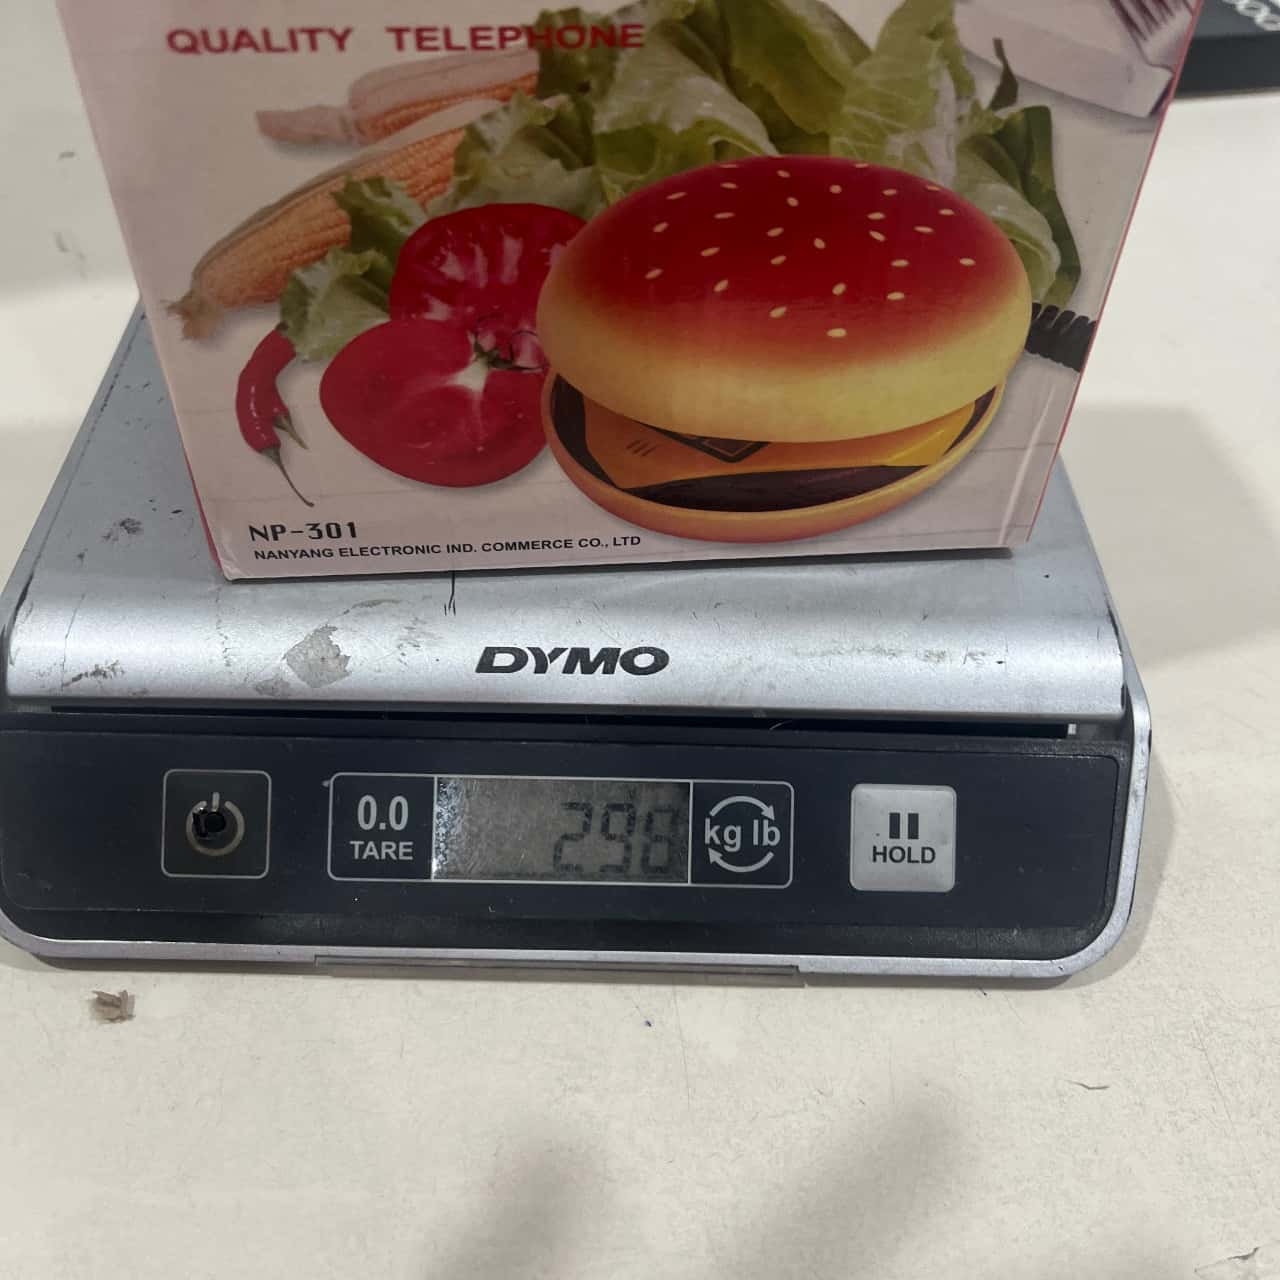 QUALITY TELEPHONE
NP-301
NANYANG ELECTRONIC IND. COMMERCE CO., LTD
DYMO
0.0
TARE
298
kg lb
HOLD